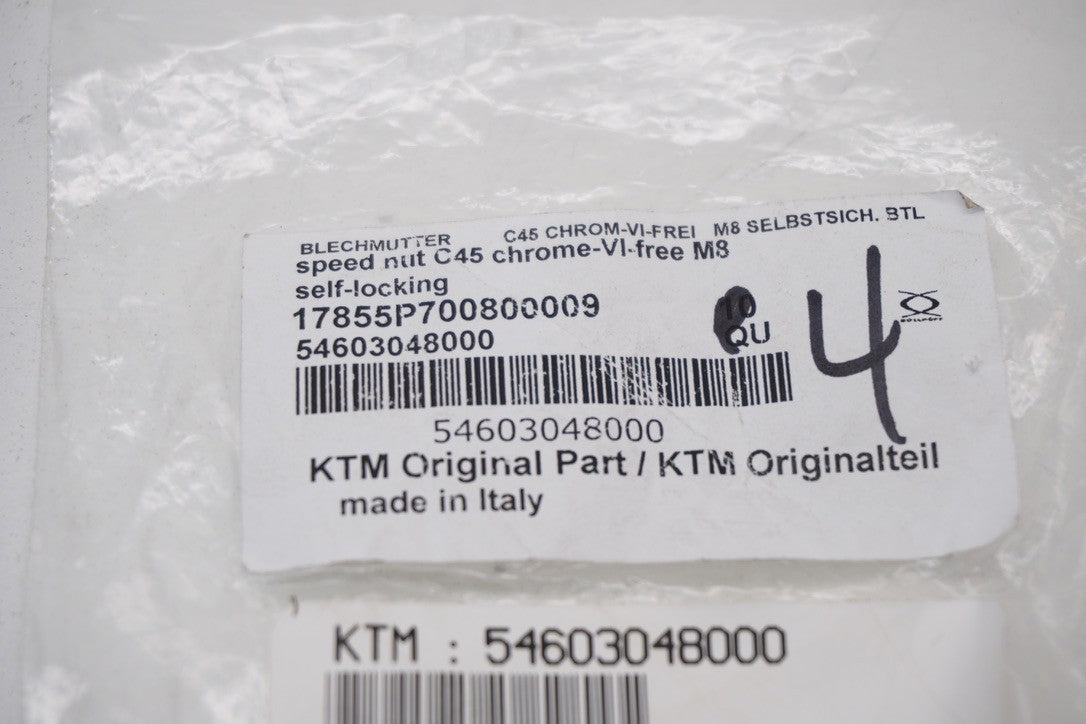 BLECHMUTTER C45 CHROM-VI-FREI M8 SELBSTSICH. BTL
speed nut C45 chrome-VI-free M8
self-locking
17855P700800009 10
54603048000 QU
4
54603048000
KTM Original Part / KTM Originalteil
made in Italy
KTM : 54603048000